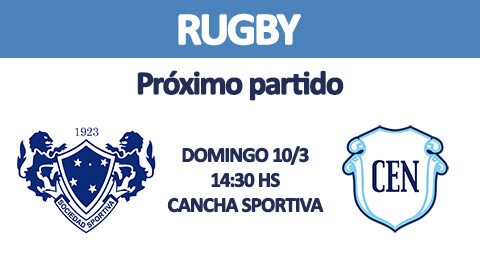 RUGBY
Próximo partido
1923
SOCIEDAD SPORTIVA
DOMINGO 10/3
14:30 HS
CANCHA SPORTIVA
CEN